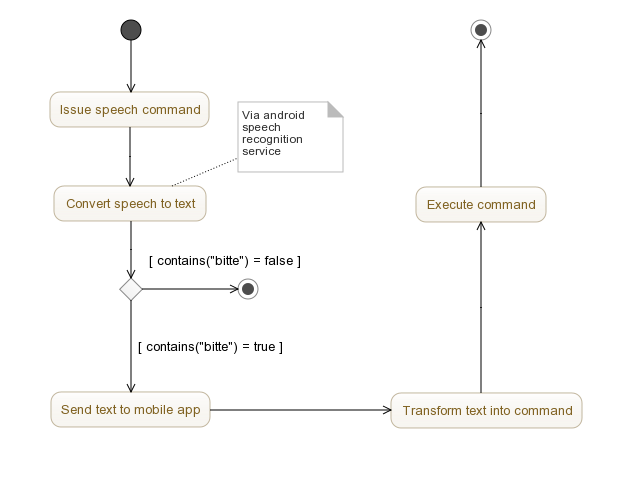 Issue speech command
Via android
speech
recognition
service
Convert speech to text
[ contains("bitte") = false ]
[ contains("bitte") = true ]
Send text to mobile app
Transform text into command
Execute command